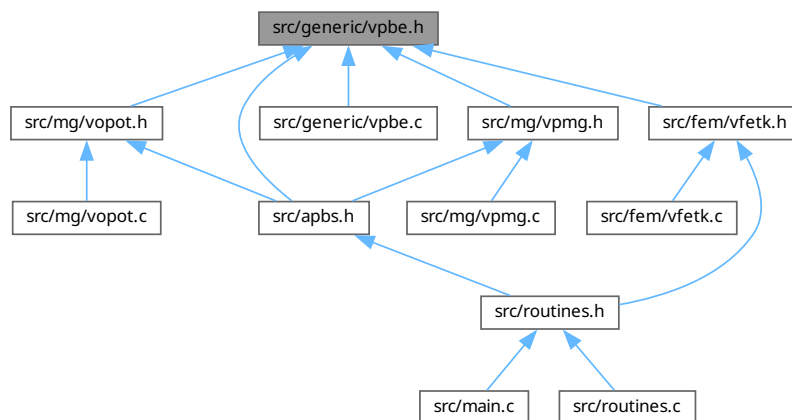 src/generic/vpbe.h
src/mg/vopot.h
src/generic/vpbe.c
src/mg/vpmg.h
src/fem/vfetk.h
src/mg/vopot.c
src/apbs.h
src/mg/vpmg.c
src/fem/vfetk.c
src/routines.h
src/main.c
src/routines.c